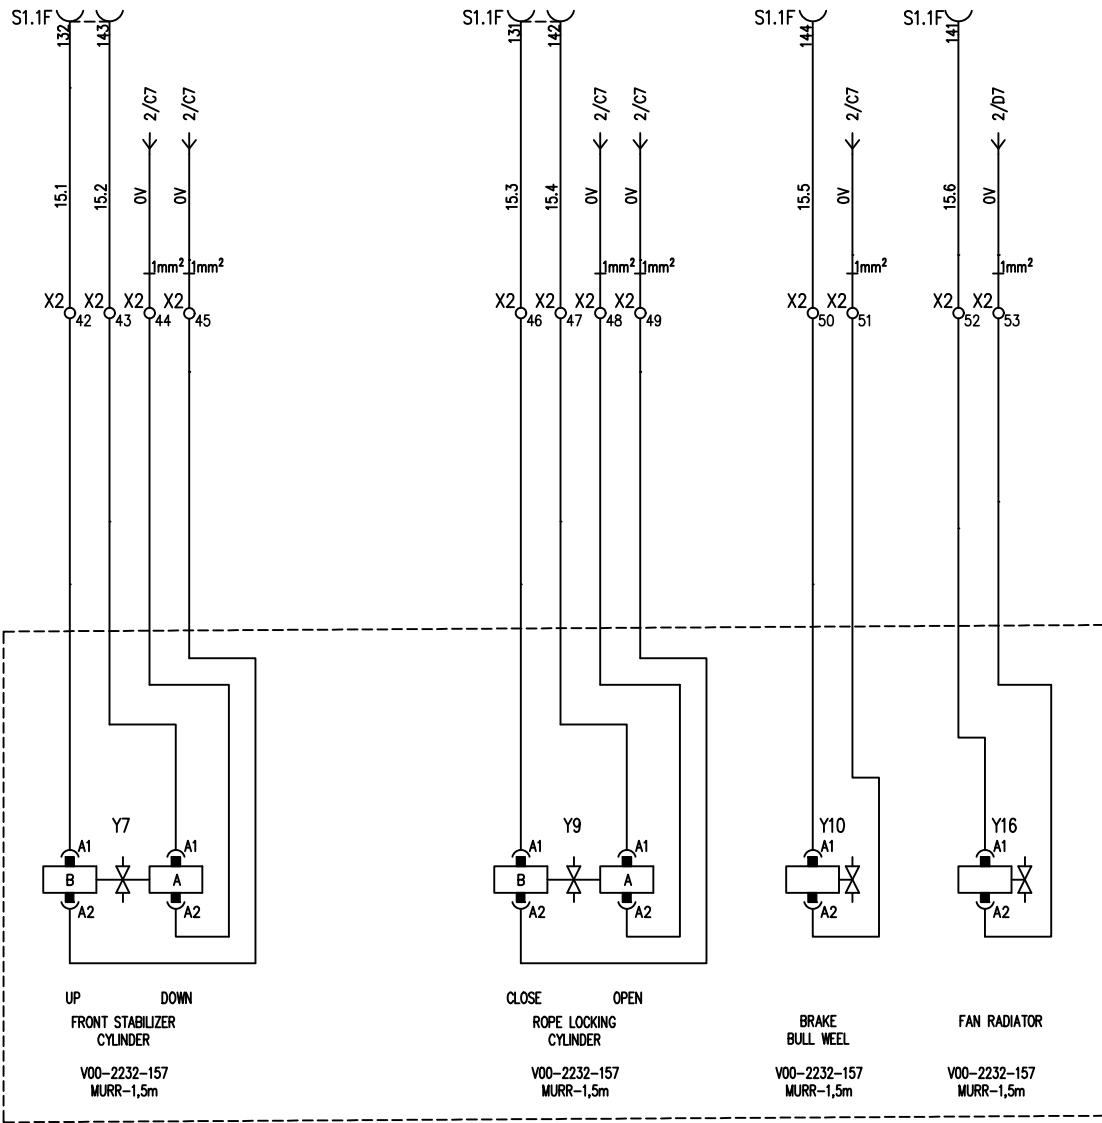 S1.1F S1.1F S1.1F S1.1F
132 143 131 142 144 141
2/C7 2/C7 2/C7 2/C7 2/C7 2/D7
15.1 15.2 0V 0V 15.3 15.4 0V 0V 15.5 0V 15.6 0V
1mm² 1mm² 1mm² 1mm² 1mm² 1mm²
X2 X2 X2 X2 X2 X2 X2 X2 X2 X2 X2 X2
42 43 44 45 46 47 48 49 50 51 52 53
Y7 Y9 Y10 Y16
A1 A1 A1 A1 A1 A1
B A B A
A2 A2 A2 A2 A2 A2
UP DOWN CLOSE OPEN
FRONT STABILIZER ROPE LOCKING BRAKE FAN RADIATOR
CYLINDER CYLINDER BULL WEEL
V00-2232-157 V00-2232-157 V00-2232-157 V00-2232-157
MURR-1,5m MURR-1,5m MURR-1,5m MURR-1,5m